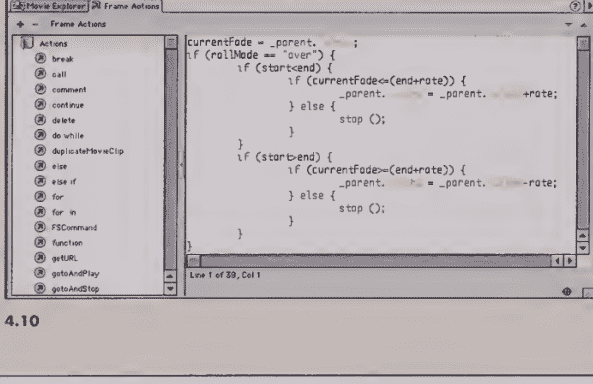 Movie Explorer Frame Actions
+ - Frame Actions
Actions
break
call
comment
continue
delete
do while
duplicateMovieClip
else
else if
for
for in
FSCommand
function
getURL
gotoAndPlay
gotoAndStop
currentFade = _parent. ;
if (rollMode == "over") {
if (start<end) {
if (currentFade<=(end+rate)) {
_parent. = _parent. +rate;
} else {
stop ();
}
}
if (start>end) {
if (currentFade>=(end+rate)) {
_parent. = _parent. -rate;
} else {
stop ();
}
}
}
Line 1 of 39, Col 1
4.10